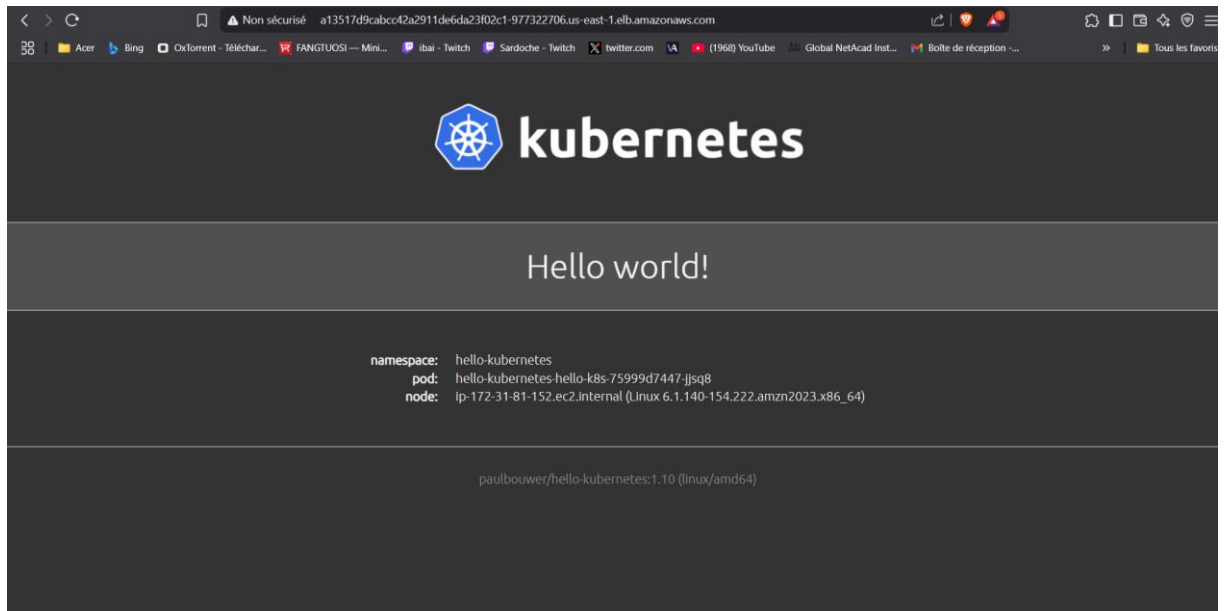 Non sécurisé a13517d9cabcc42a2911de6da23f02c1-977322706.us-east-1.elb.amazonaws.com
Acer Bing OxTorrent - Téléchar... FANGTUOSI — Mini... ibai - Twitch Sardoche - Twitch twitter.com (1968) YouTube Global NetAcad Inst... Boîte de réception -... » Tous les favoris
kubernetes
Hello world!
namespace: hello-kubernetes
pod: hello-kubernetes-hello-k8s-75999d7447-jjsq8
node: ip-172-31-81-152.ec2.internal (Linux 6.1.140-154.222.amzn2023.x86_64)
paulbouwer/hello-kubernetes:1.10 (linux/amd64)